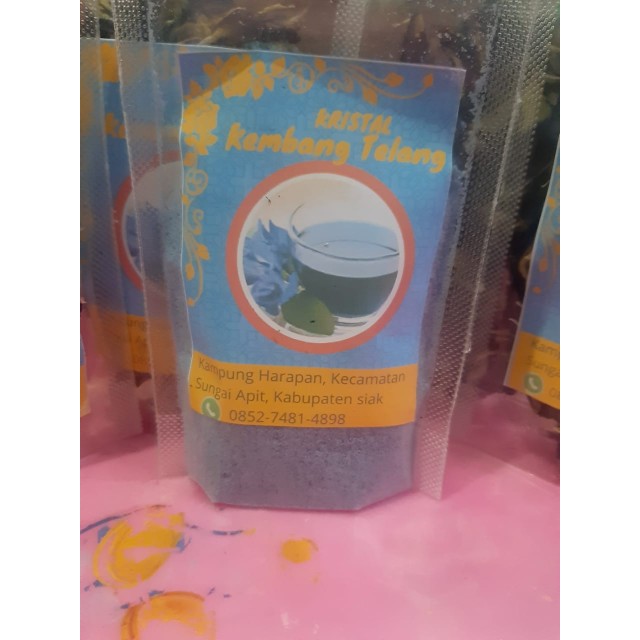 KRISTAL
Kembang Telang
Kampung Harapan, Kecamatan
Sungai Apit, Kabupaten siak
0852-7481-4898